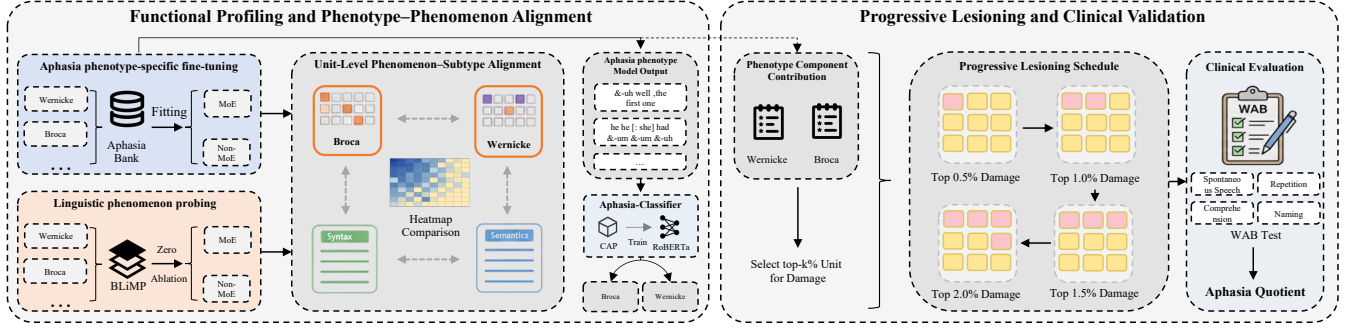 Functional Profiling and Phenotype–Phenomenon Alignment
Aphasia phenotype-specific fine-tuning
Wernicke
Broca
...
Aphasia
Bank
Fitting
MoE
Non-
MoE
Linguistic phenomenon probing
Wernicke
Broca
...
BLiMP
Zero
Ablation
MoE
Non-
MoE
Unit-Level Phenomenon–Subtype Alignment
Broca
Wernicke
Heatmap
Comparison
Syntax
Semantics
Aphasia phenotype
Model Output
&-uh well ,the
first one
he he [: she] had
&-um &-um &-uh
...
Aphasia-Classifier
CAP
Train
RoBERTa
Broca
Wernicke
Progressive Lesioning and Clinical Validation
Phenotype Component
Contribution
Wernicke
Broca
Select top-k% Unit
for Damage
Progressive Lesioning Schedule
Top 0.5% Damage
Top 1.0% Damage
Top 2.0% Damage
Top 1.5% Damage
Clinical Evaluation
WAB
Spontaneo
us Speech
Repetition
Comprehe
nsion
Naming
WAB Test
Aphasia Quotient